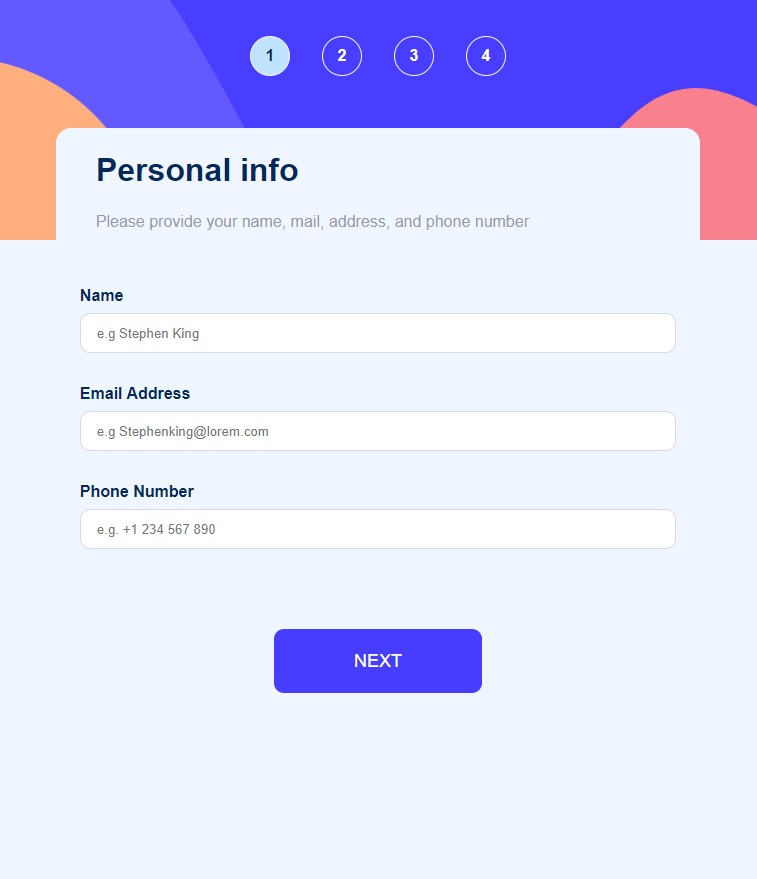 1 2 3 4
Personal info
Please provide your name, mail, address, and phone number
Name
e.g Stephen King
Email Address
e.g Stephenking@lorem.com
Phone Number
e.g. +1 234 567 890
NEXT